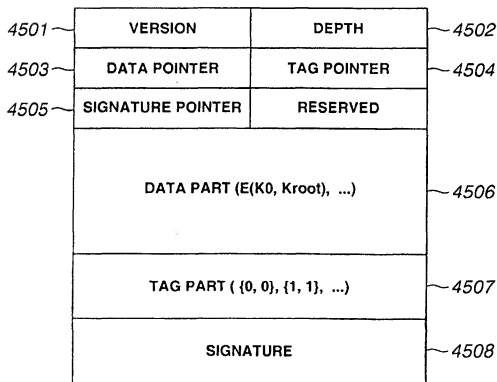 4501 VERSION DEPTH 4502
4503 DATA POINTER TAG POINTER 4504
4505 SIGNATURE POINTER RESERVED
DATA PART (E(K0, Kroot), ...) 4506
TAG PART ( {0, 0}, {1, 1}, ...) 4507
SIGNATURE 4508